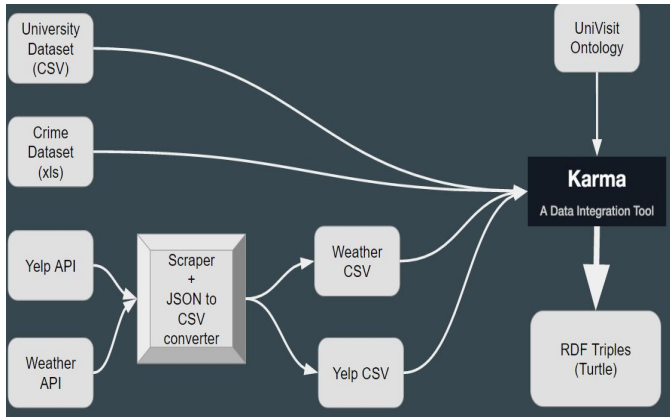 University
Dataset
(CSV)
UniVisit
Ontology
Crime
Dataset
(xls)
Karma
A Data Integration Tool
Yelp API
Scraper
+
JSON to
CSV
converter
Weather
CSV
Weather
API
Yelp CSV
RDF Triples
(Turtle)